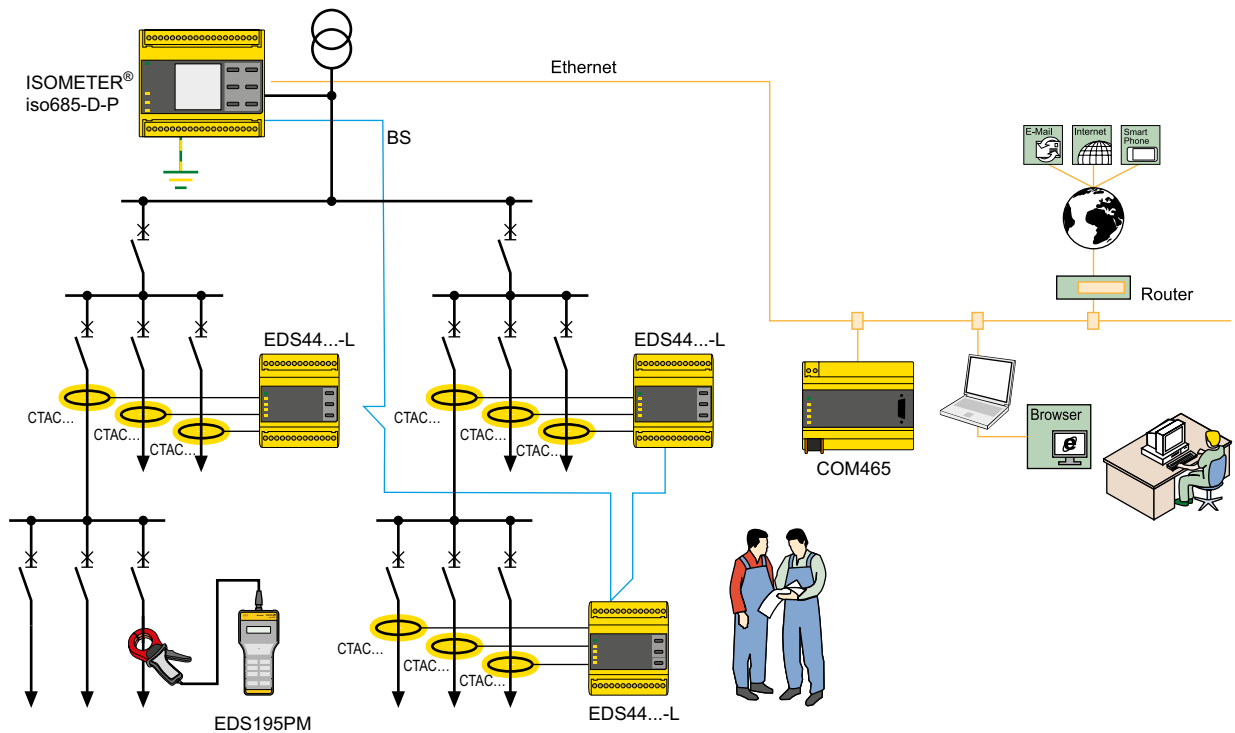 ISOMETER®
iso685-D-P
Ethernet
BS
E-Mail
Internet
Smart
Phone
Router
EDS44...-L
EDS44...-L
CTAC...
CTAC...
CTAC...
CTAC...
CTAC...
CTAC...
COM465
Browser
CTAC...
CTAC...
CTAC...
EDS44...-L
EDS195PM